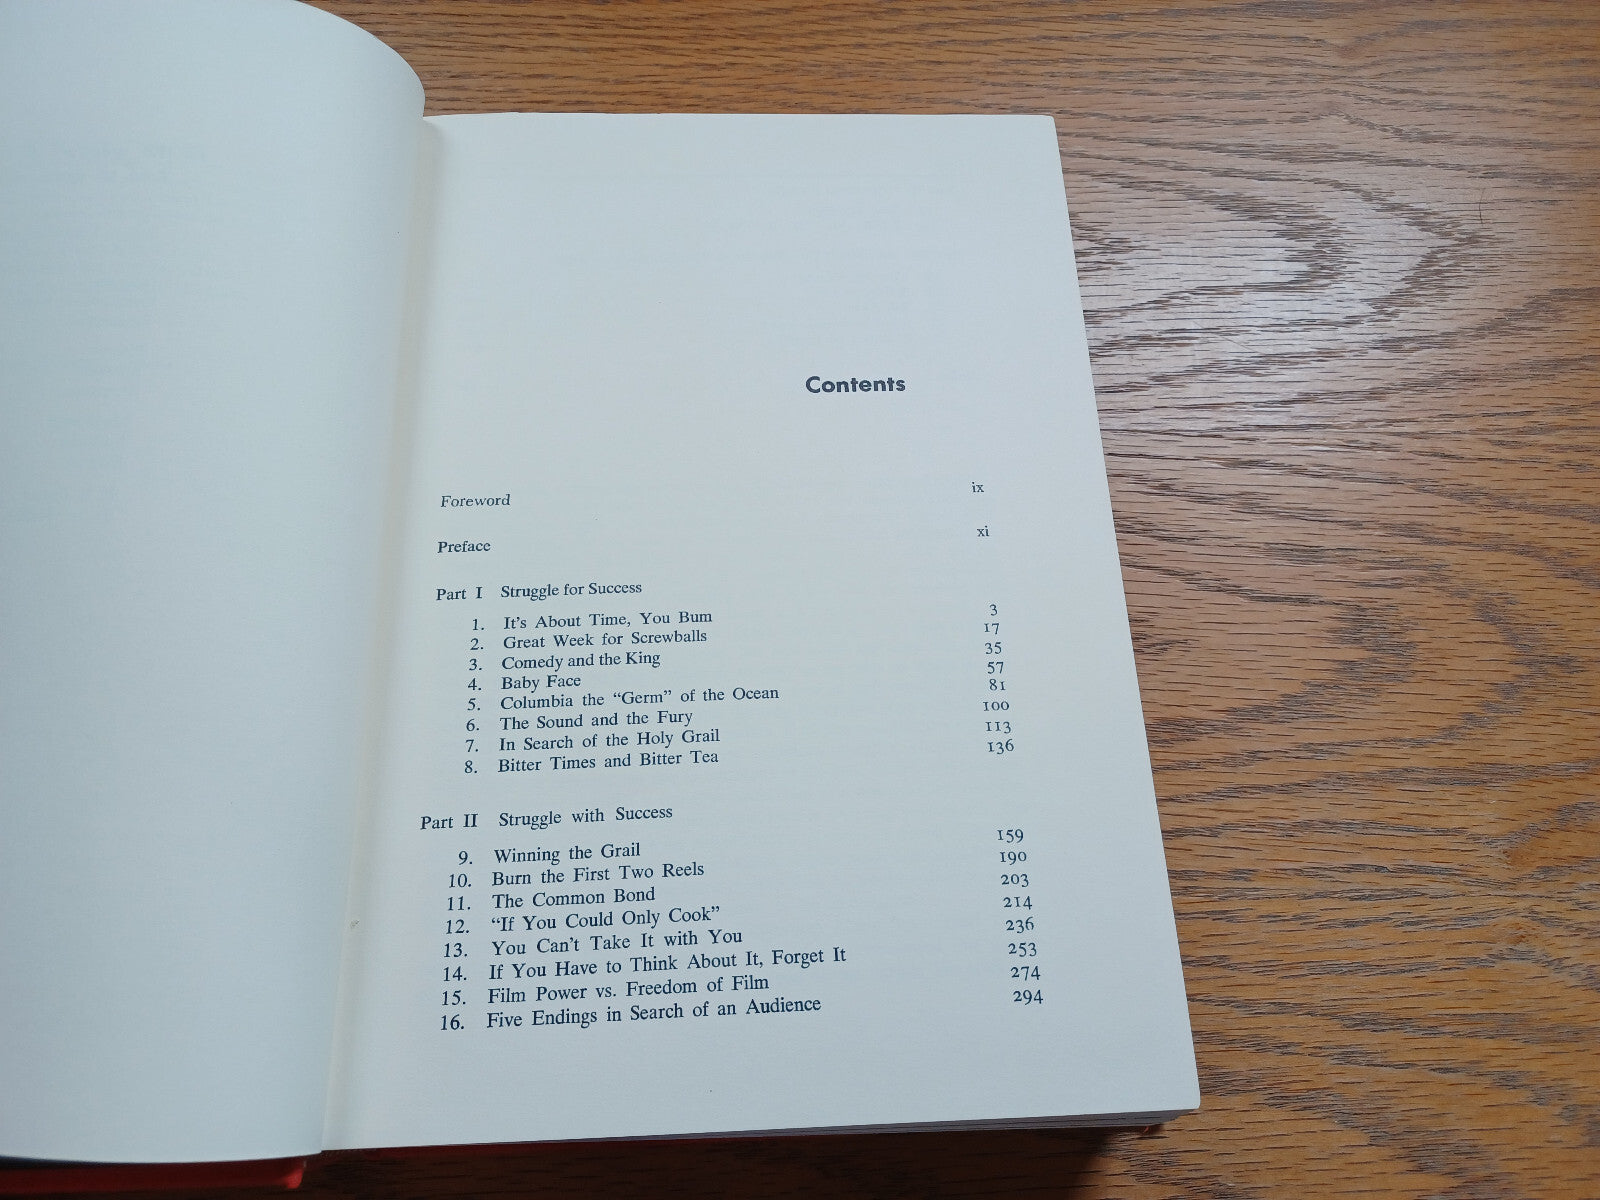 Contents
Foreword ix
Preface xi
Part I Struggle for Success
1. It's About Time, You Bum 3
2. Great Week for Screwballs 17
3. Comedy and the King 35
4. Baby Face 57
5. Columbia the “Germ” of the Ocean 81
6. The Sound and the Fury 100
7. In Search of the Holy Grail 113
8. Bitter Times and Bitter Tea 136
Part II Struggle with Success
9. Winning the Grail 159
10. Burn the First Two Reels 190
11. The Common Bond 203
12. “If You Could Only Cook” 214
13. You Can't Take It with You 236
14. If You Have to Think About It, Forget It 253
15. Film Power vs. Freedom of Film 274
16. Five Endings in Search of an Audience 294